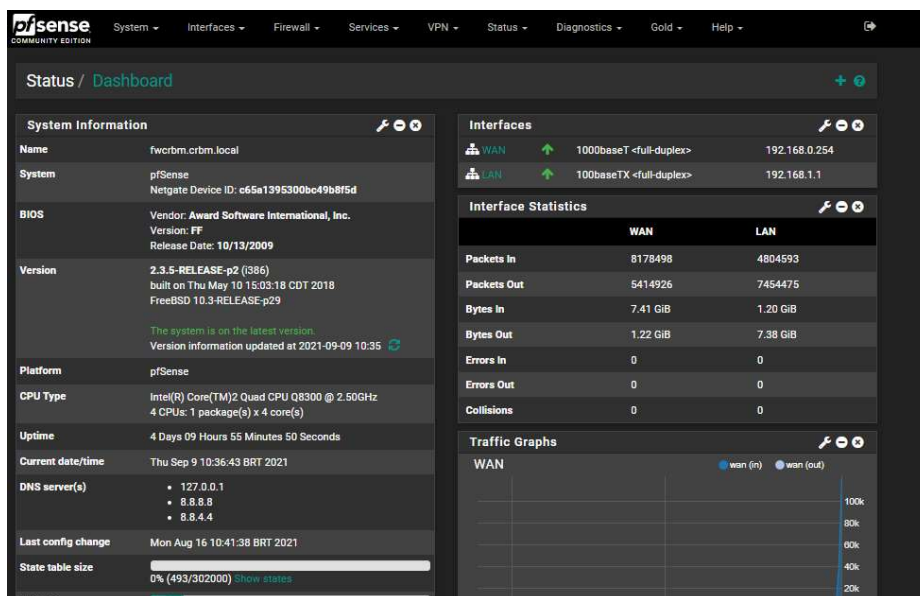 pfsense
COMMUNITY EDITION
System Interfaces Firewall Services VPN Status Diagnostics Gold Help
Status / Dashboard
System Information
Name fwcrbm.crbm.local
System pfSense
Netgate Device ID: c65a1395300bc49b8f5d
BIOS Vendor: Award Software International, Inc.
Version: FF
Release Date: 10/13/2009
Version 2.3.5-RELEASE-p2 (i386)
built on Thu May 10 15:03:18 CDT 2018
FreeBSD 10.3-RELEASE-p29
The system is on the latest version.
Version information updated at 2021-09-09 10:35
Platform pfSense
CPU Type Intel(R) Core(TM)2 Quad CPU Q8300 @ 2.50GHz
4 CPUs: 1 package(s) x 4 core(s)
Uptime 4 Days 09 Hours 55 Minutes 50 Seconds
Current date/time Thu Sep 9 10:36:43 BRT 2021
DNS server(s) • 127.0.0.1
• 8.8.8.8
• 8.8.4.4
Last config change Mon Aug 16 10:41:38 BRT 2021
State table size
0% (493/302000) Show states
Interfaces
WAN 1000baseT <full-duplex> 192.168.0.254
LAN 100baseTX <full-duplex> 192.168.1.1
Interface Statistics
WAN LAN
Packets In 8178498 4804593
Packets Out 5414926 7454475
Bytes In 7.41 GiB 1.20 GiB
Bytes Out 1.22 GiB 7.38 GiB
Errors In 0 0
Errors Out 0 0
Collisions 0 0
Traffic Graphs
WAN wan (in) wan (out)
100k
80k
60k
40k
20k